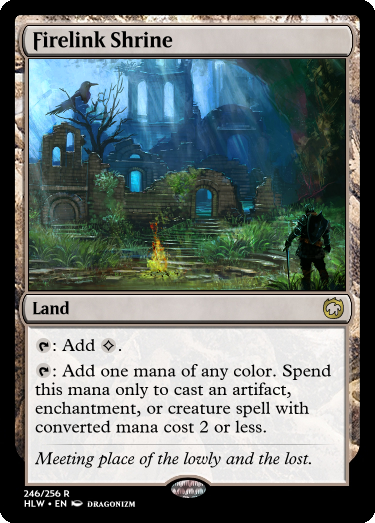 Firelink Shrine
Land
: Add .
: Add one mana of any color. Spend
this mana only to cast an artifact,
enchantment, or creature spell with
converted mana cost 2 or less.
Meeting place of the lowly and the lost.
246/256 R
HLW • EN DRAGONIZM